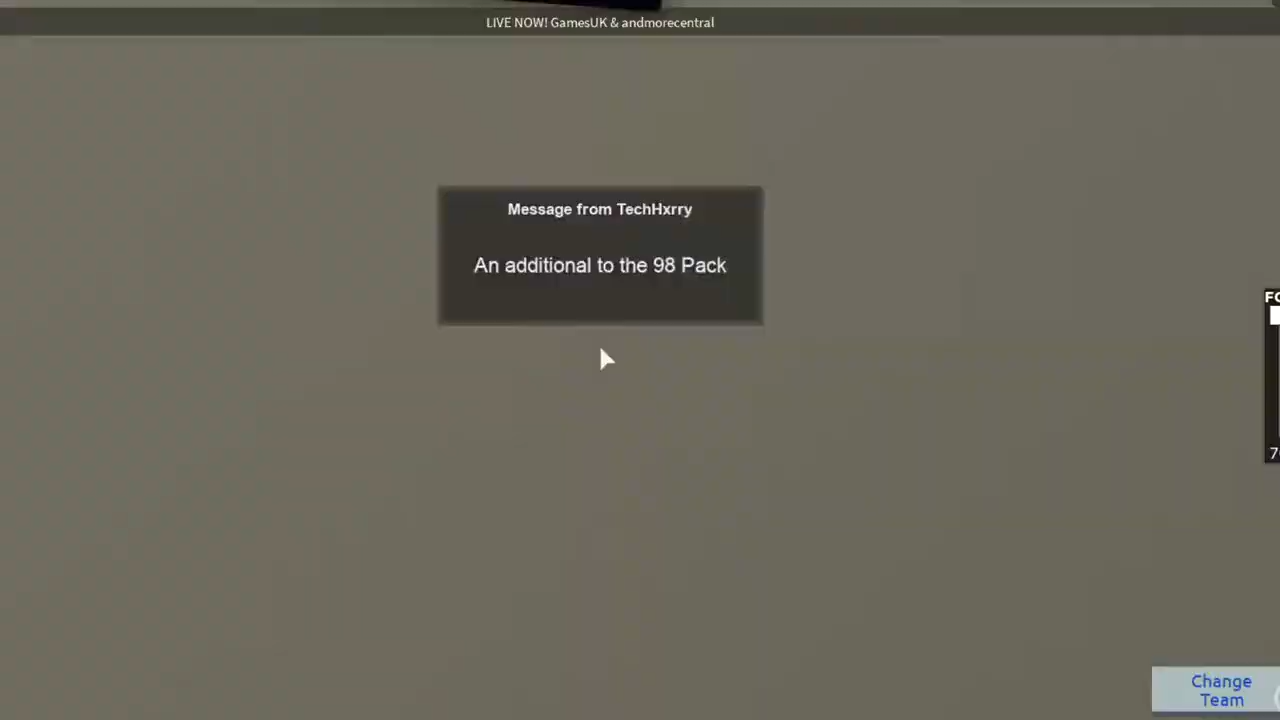 LIVE NOW! GamesUK & andmorecentral
Message from TechHxrry
An additional to the 98 Pack
Change
Team